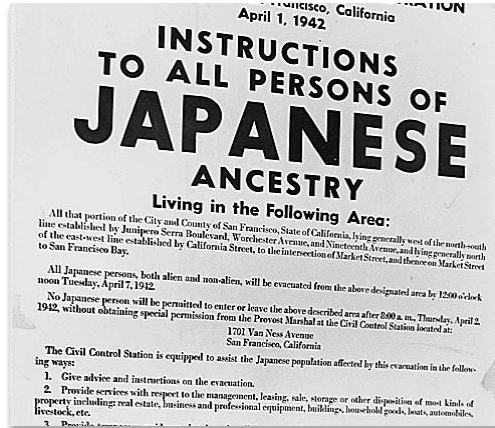 Francisco, California
April 1, 1942
INSTRUCTIONS
TO ALL PERSONS OF
JAPANESE
ANCESTRY
Living in the Following Area:
All that portion of the City and County of San Francisco, State of California, lying generally west of the north-south
line established by Junipero Serra Boulevard, Worchester Avenue, and Nineteenth Avenue, and lying generally north
of the east-west line established by California Street, to the intersection of Market Street, and thence on Market Street
to San Francisco Bay.
All Japanese persons, both alien and non-alien, will be evacuated from the above designated area by 12:00 o'clock
noon Tuesday, April 7, 1942.
No Japanese person will be permitted to enter or leave the above described area after 8:00 a. m., Thursday, April 2,
1942, without obtaining special permission from the Provost Marshal at the Civil Control Station located at:
1701 Van Ness Avenue
San Francisco, California
The Civil Control Station is equipped to assist the Japanese population affected by this evacuation in the follow-
ing ways:
1. Give advice and instructions on the evacuation.
2. Provide services with respect to the management, leasing, sale, storage or other disposition of most kinds of
property including: real estate, business and professional equipment, buildings, household goods, boats, automobiles,
livestock, etc.
3. Provide